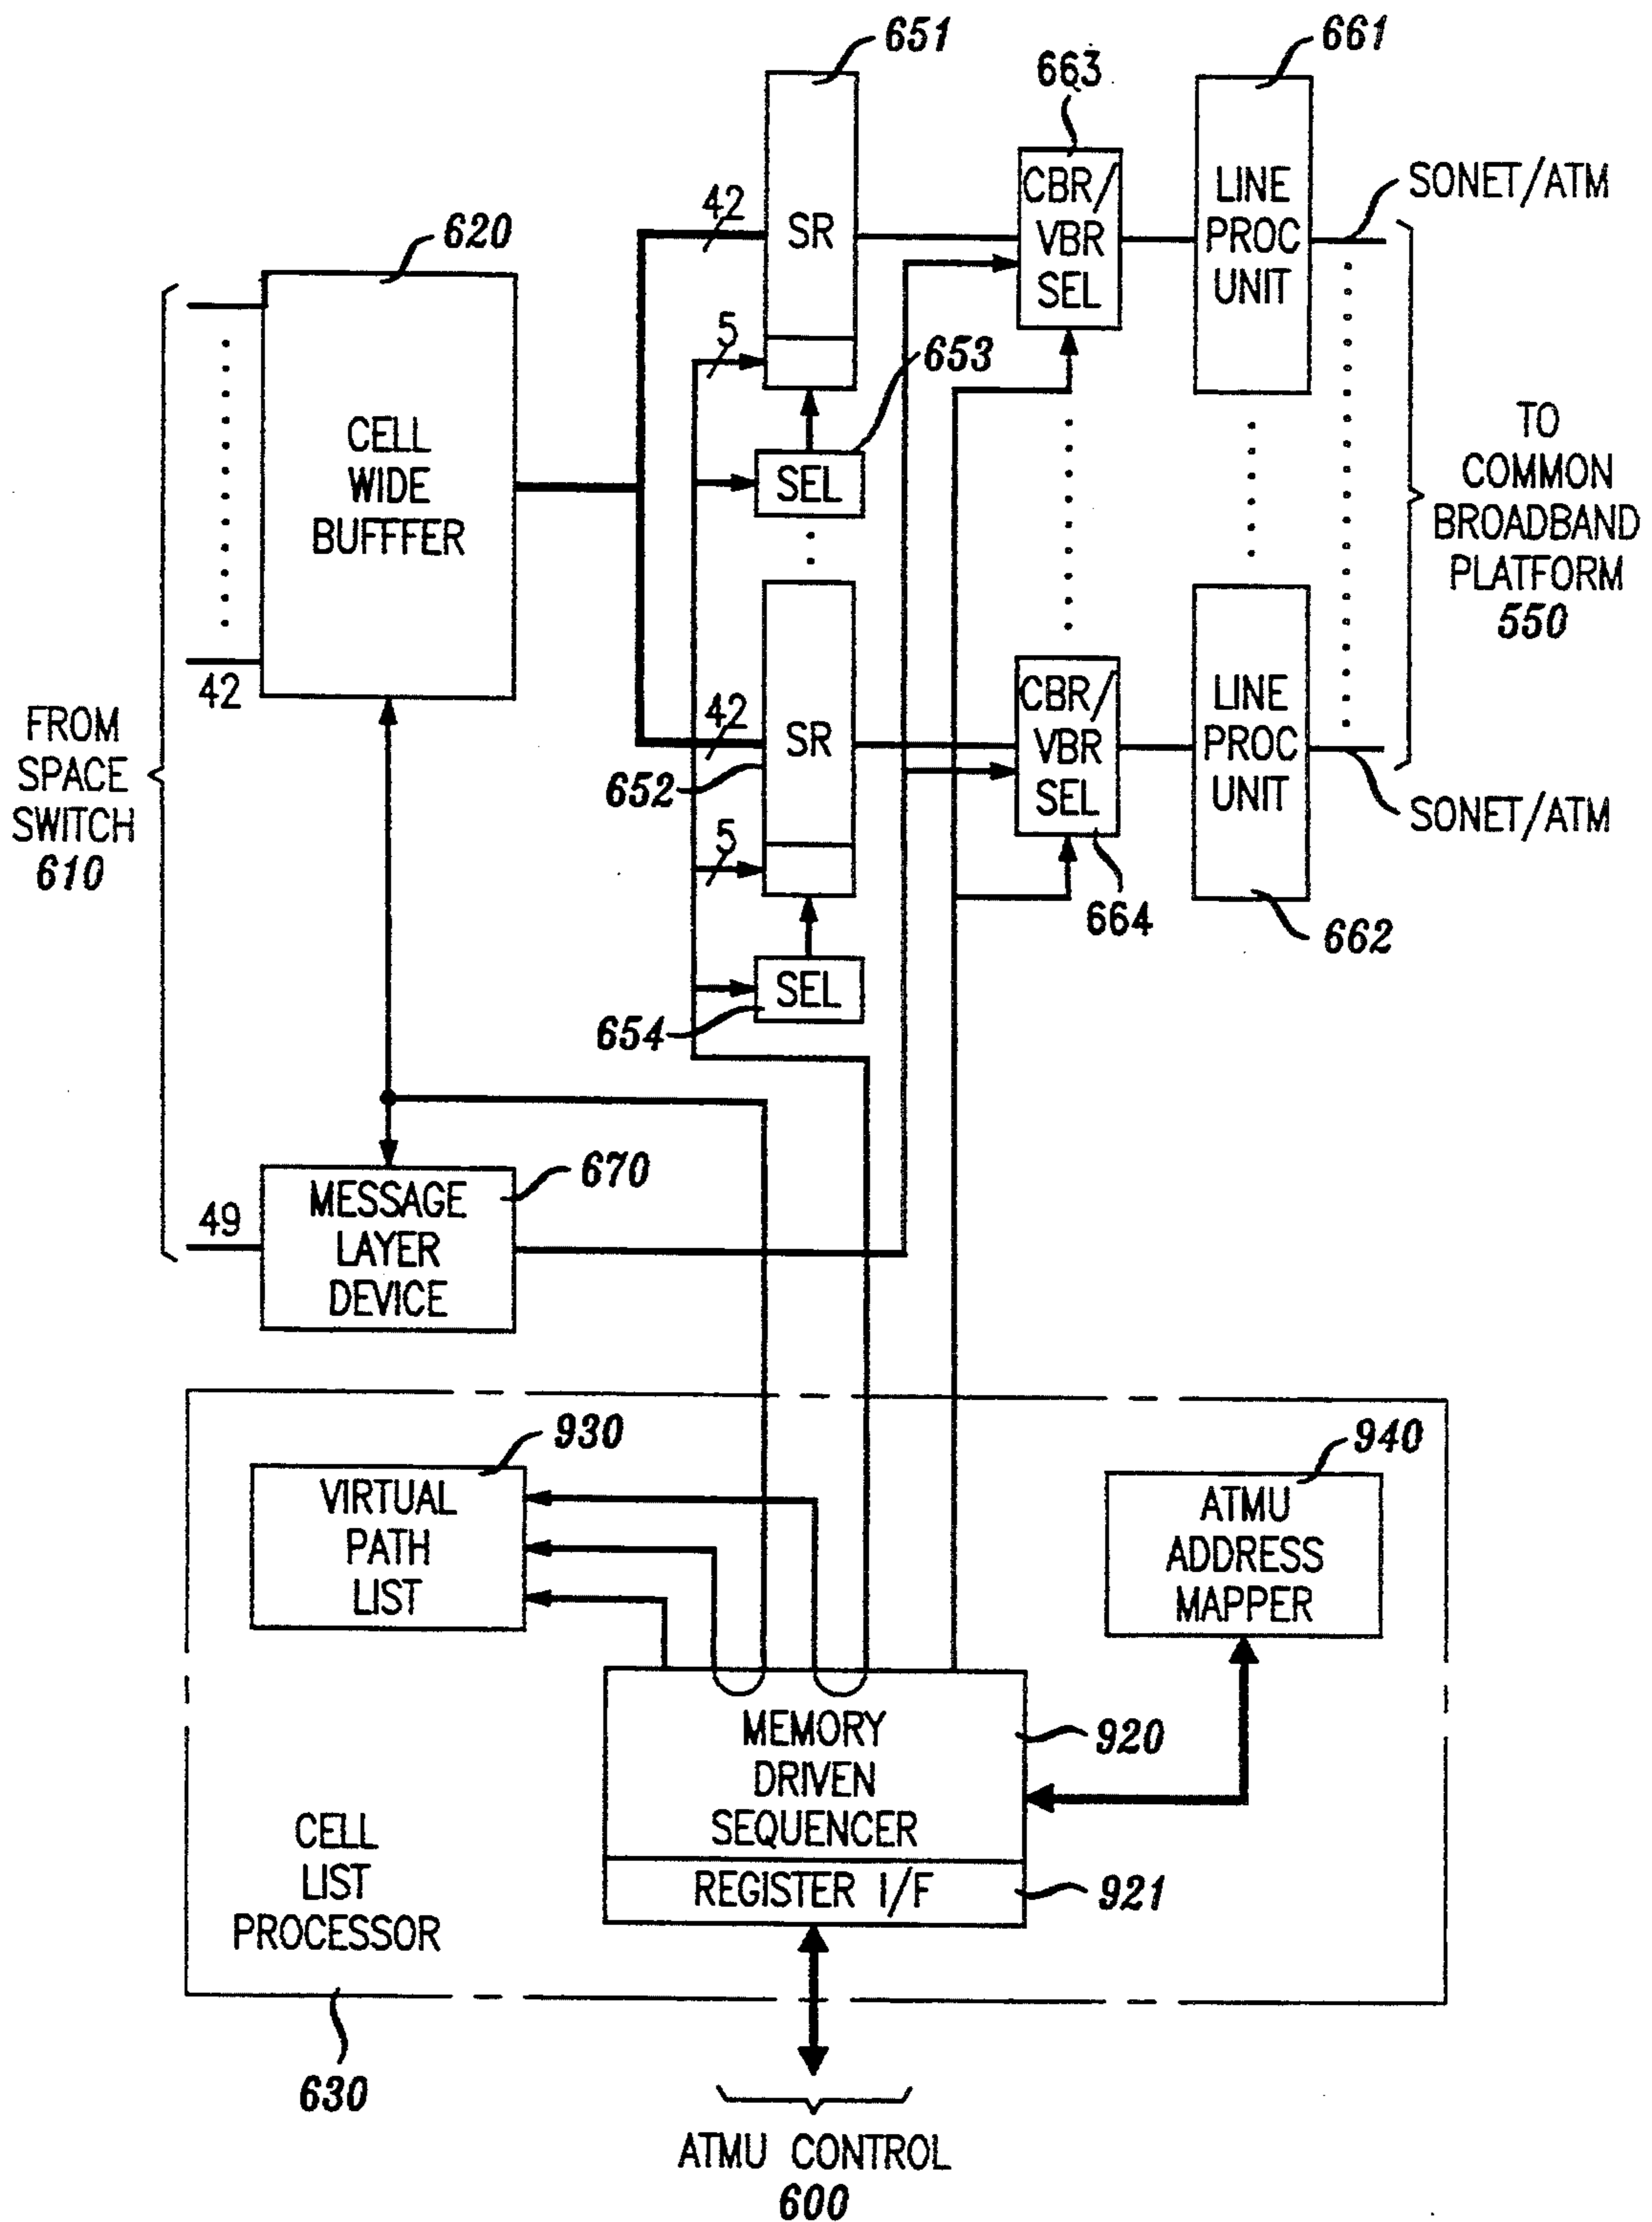 651
661
663
620
42
SR
CBR/
VBR
SEL
LINE
PROC
UNIT
SONET/ATM
5
653
CELL
WIDE
BUFFFER
SEL
TO
COMMON
BROADBAND
PLATFORM
550
42
FROM
SPACE
SWITCH
610
42
SR
652
CBR/
VBR
SEL
LINE
PROC
UNIT
SONET/ATM
5
664
662
SEL
654
670
49
MESSAGE
LAYER
DEVICE
930
940
VIRTUAL
PATH
LIST
ATMU
ADDRESS
MAPPER
MEMORY
DRIVEN
SEQUENCER
920
REGISTER I/F
921
CELL
LIST
PROCESSOR
630
ATMU CONTROL
600